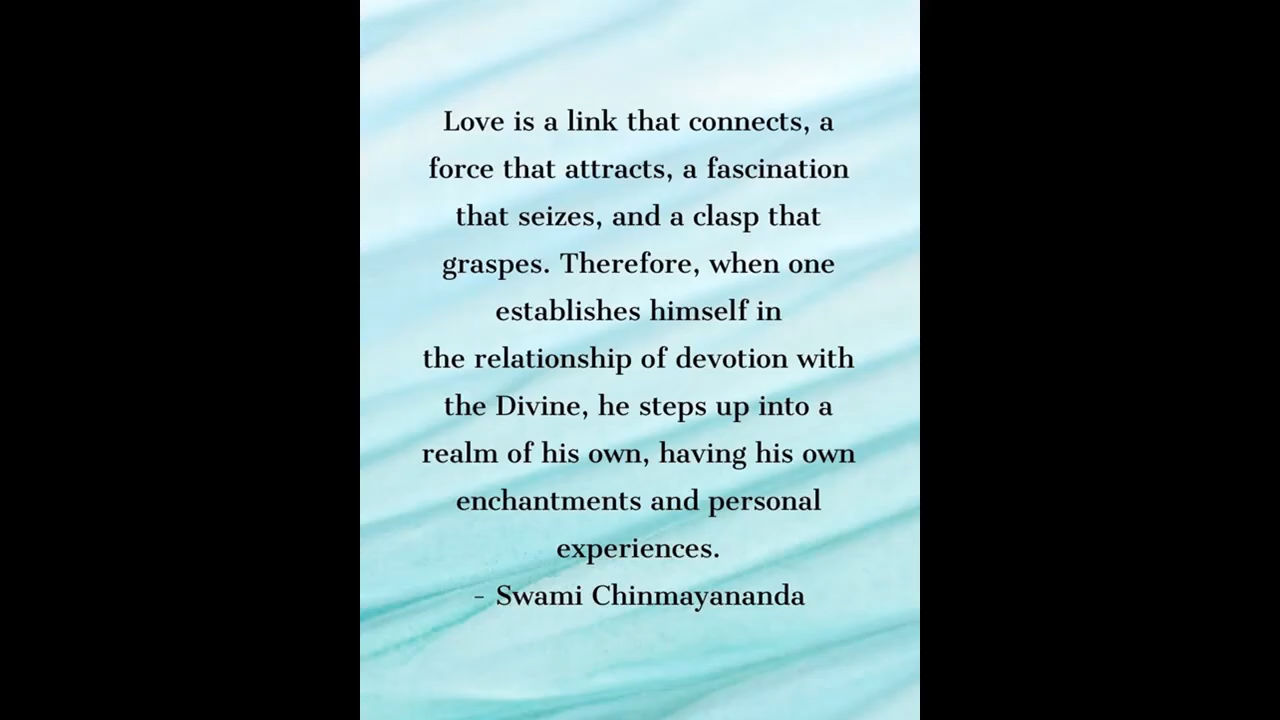 Love is a link that connects, a
force that attracts, a fascination
that seizes, and a clasp that
graspes. Therefore, when one
establishes himself in
the relationship of devotion with
the Divine, he steps up into a
realm of his own, having his own
enchantments and personal
experiences.
- Swami Chinmayananda